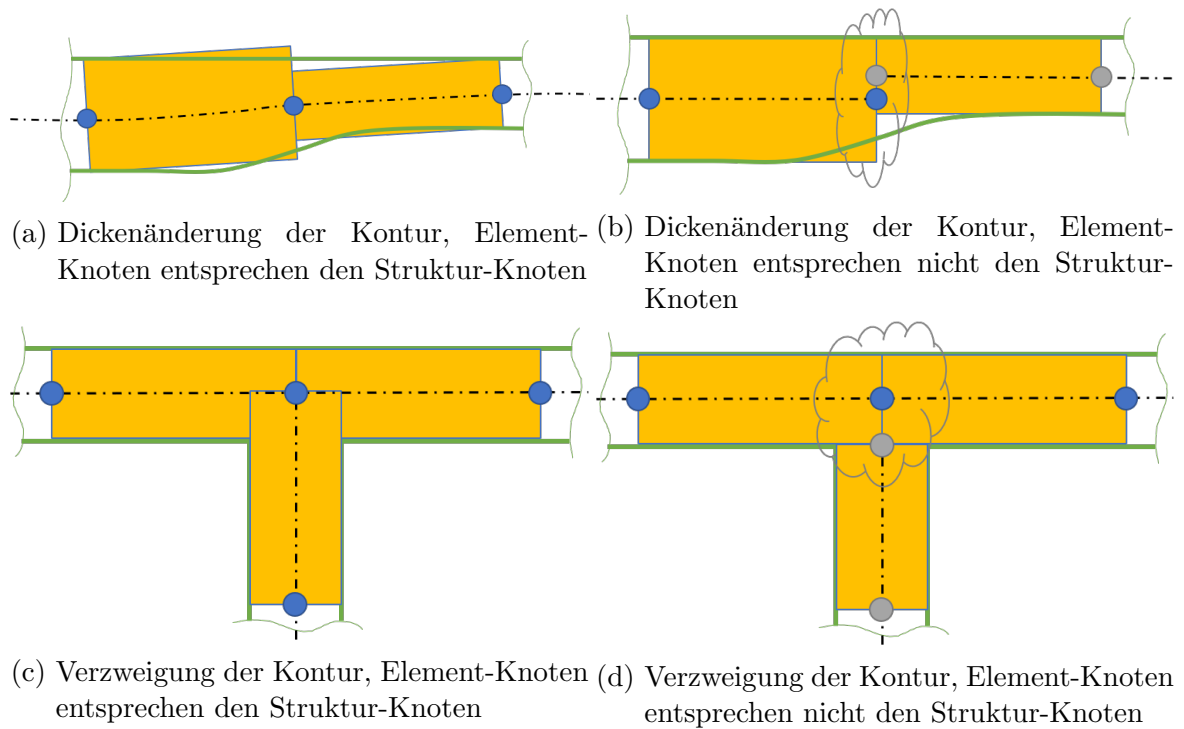 (a) Dickenänderung der Kontur, Element-
Knoten entsprechen den Struktur-Knoten
(b) Dickenänderung der Kontur, Element-
Knoten entsprechen nicht den Struktur-
Knoten
(c) Verzweigung der Kontur, Element-Knoten
entsprechen den Struktur-Knoten
(d) Verzweigung der Kontur, Element-Knoten
entsprechen nicht den Struktur-Knoten